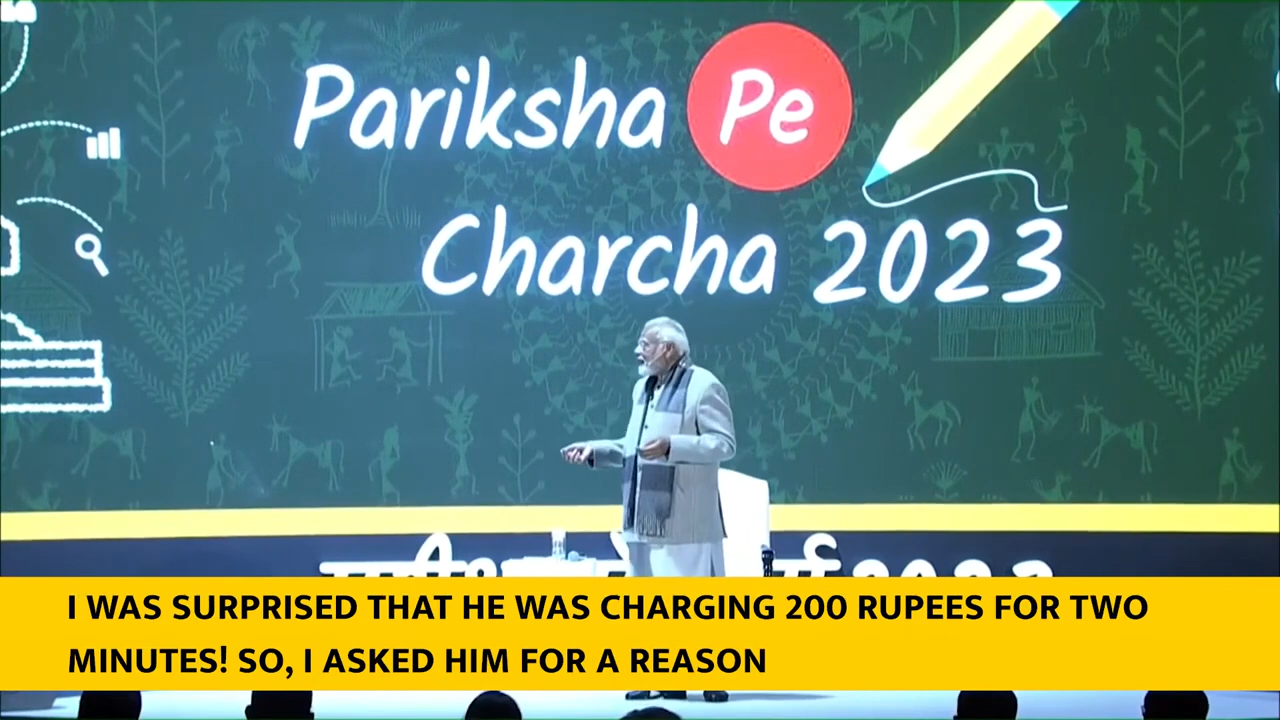 Pariksha Pe
Charcha 2023
I WAS SURPRISED THAT HE WAS CHARGING 200 RUPEES FOR TWO
MINUTES! SO, I ASKED HIM FOR A REASON